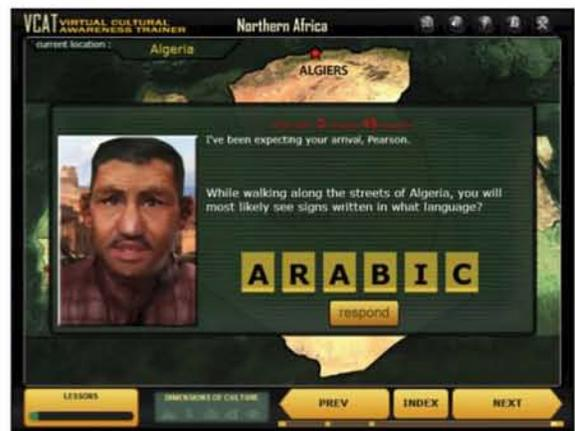 VCAT VIRTUAL CULTURAL AWARENESS TRAINER
Northern Africa
current location :
Algeria
ALGIERS
I've been expecting your arrival, Pearson.
While walking along the streets of Algeria, you will
most likely see signs written in what language?
ARABIC
respond
LESSONS
DIMENSIONS OF CULTURE
PREV
INDEX
NEXT